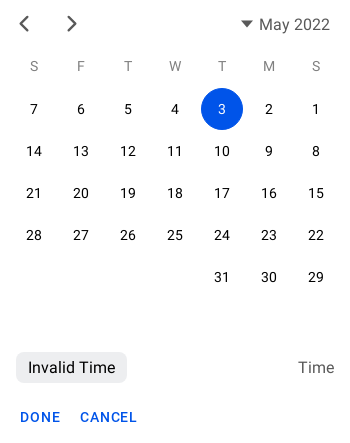 May 2022
S F T W T M S
7 6 5 4 3 2 1
14 13 12 11 10 9 8
21 20 19 18 17 16 15
28 27 26 25 24 23 22
31 30 29
Invalid Time Time
DONE CANCEL